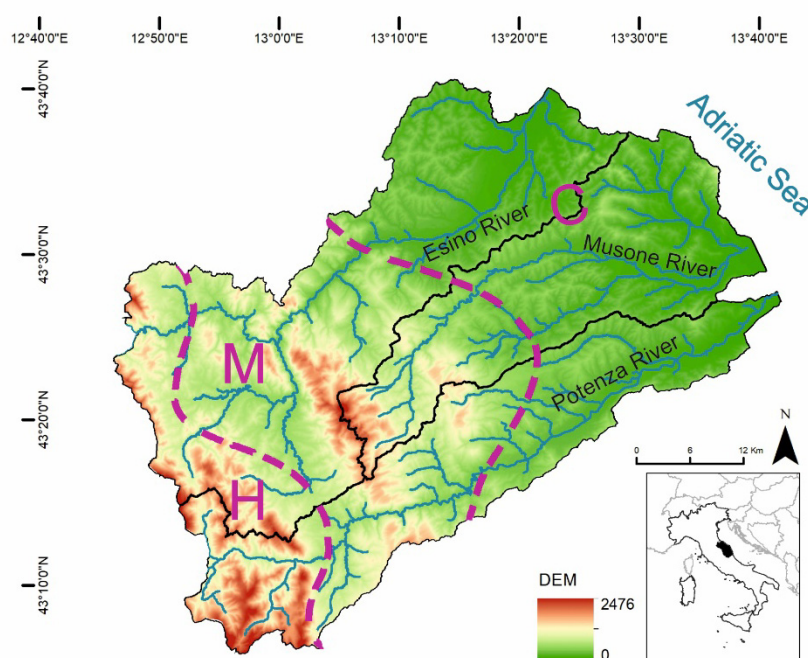 12°40'0"E 12°50'0"E 13°0'0"E 13°10'0"E 13°20'0"E 13°30'0"E 13°40'0"E
43°40'0"N
43°30'0"N
43°20'0"N
43°10'0"N
Adriatic Sea
C
Esino River
Musone River
Potenza River
M
H
N
0 6 12 Km
DEM
2476
0